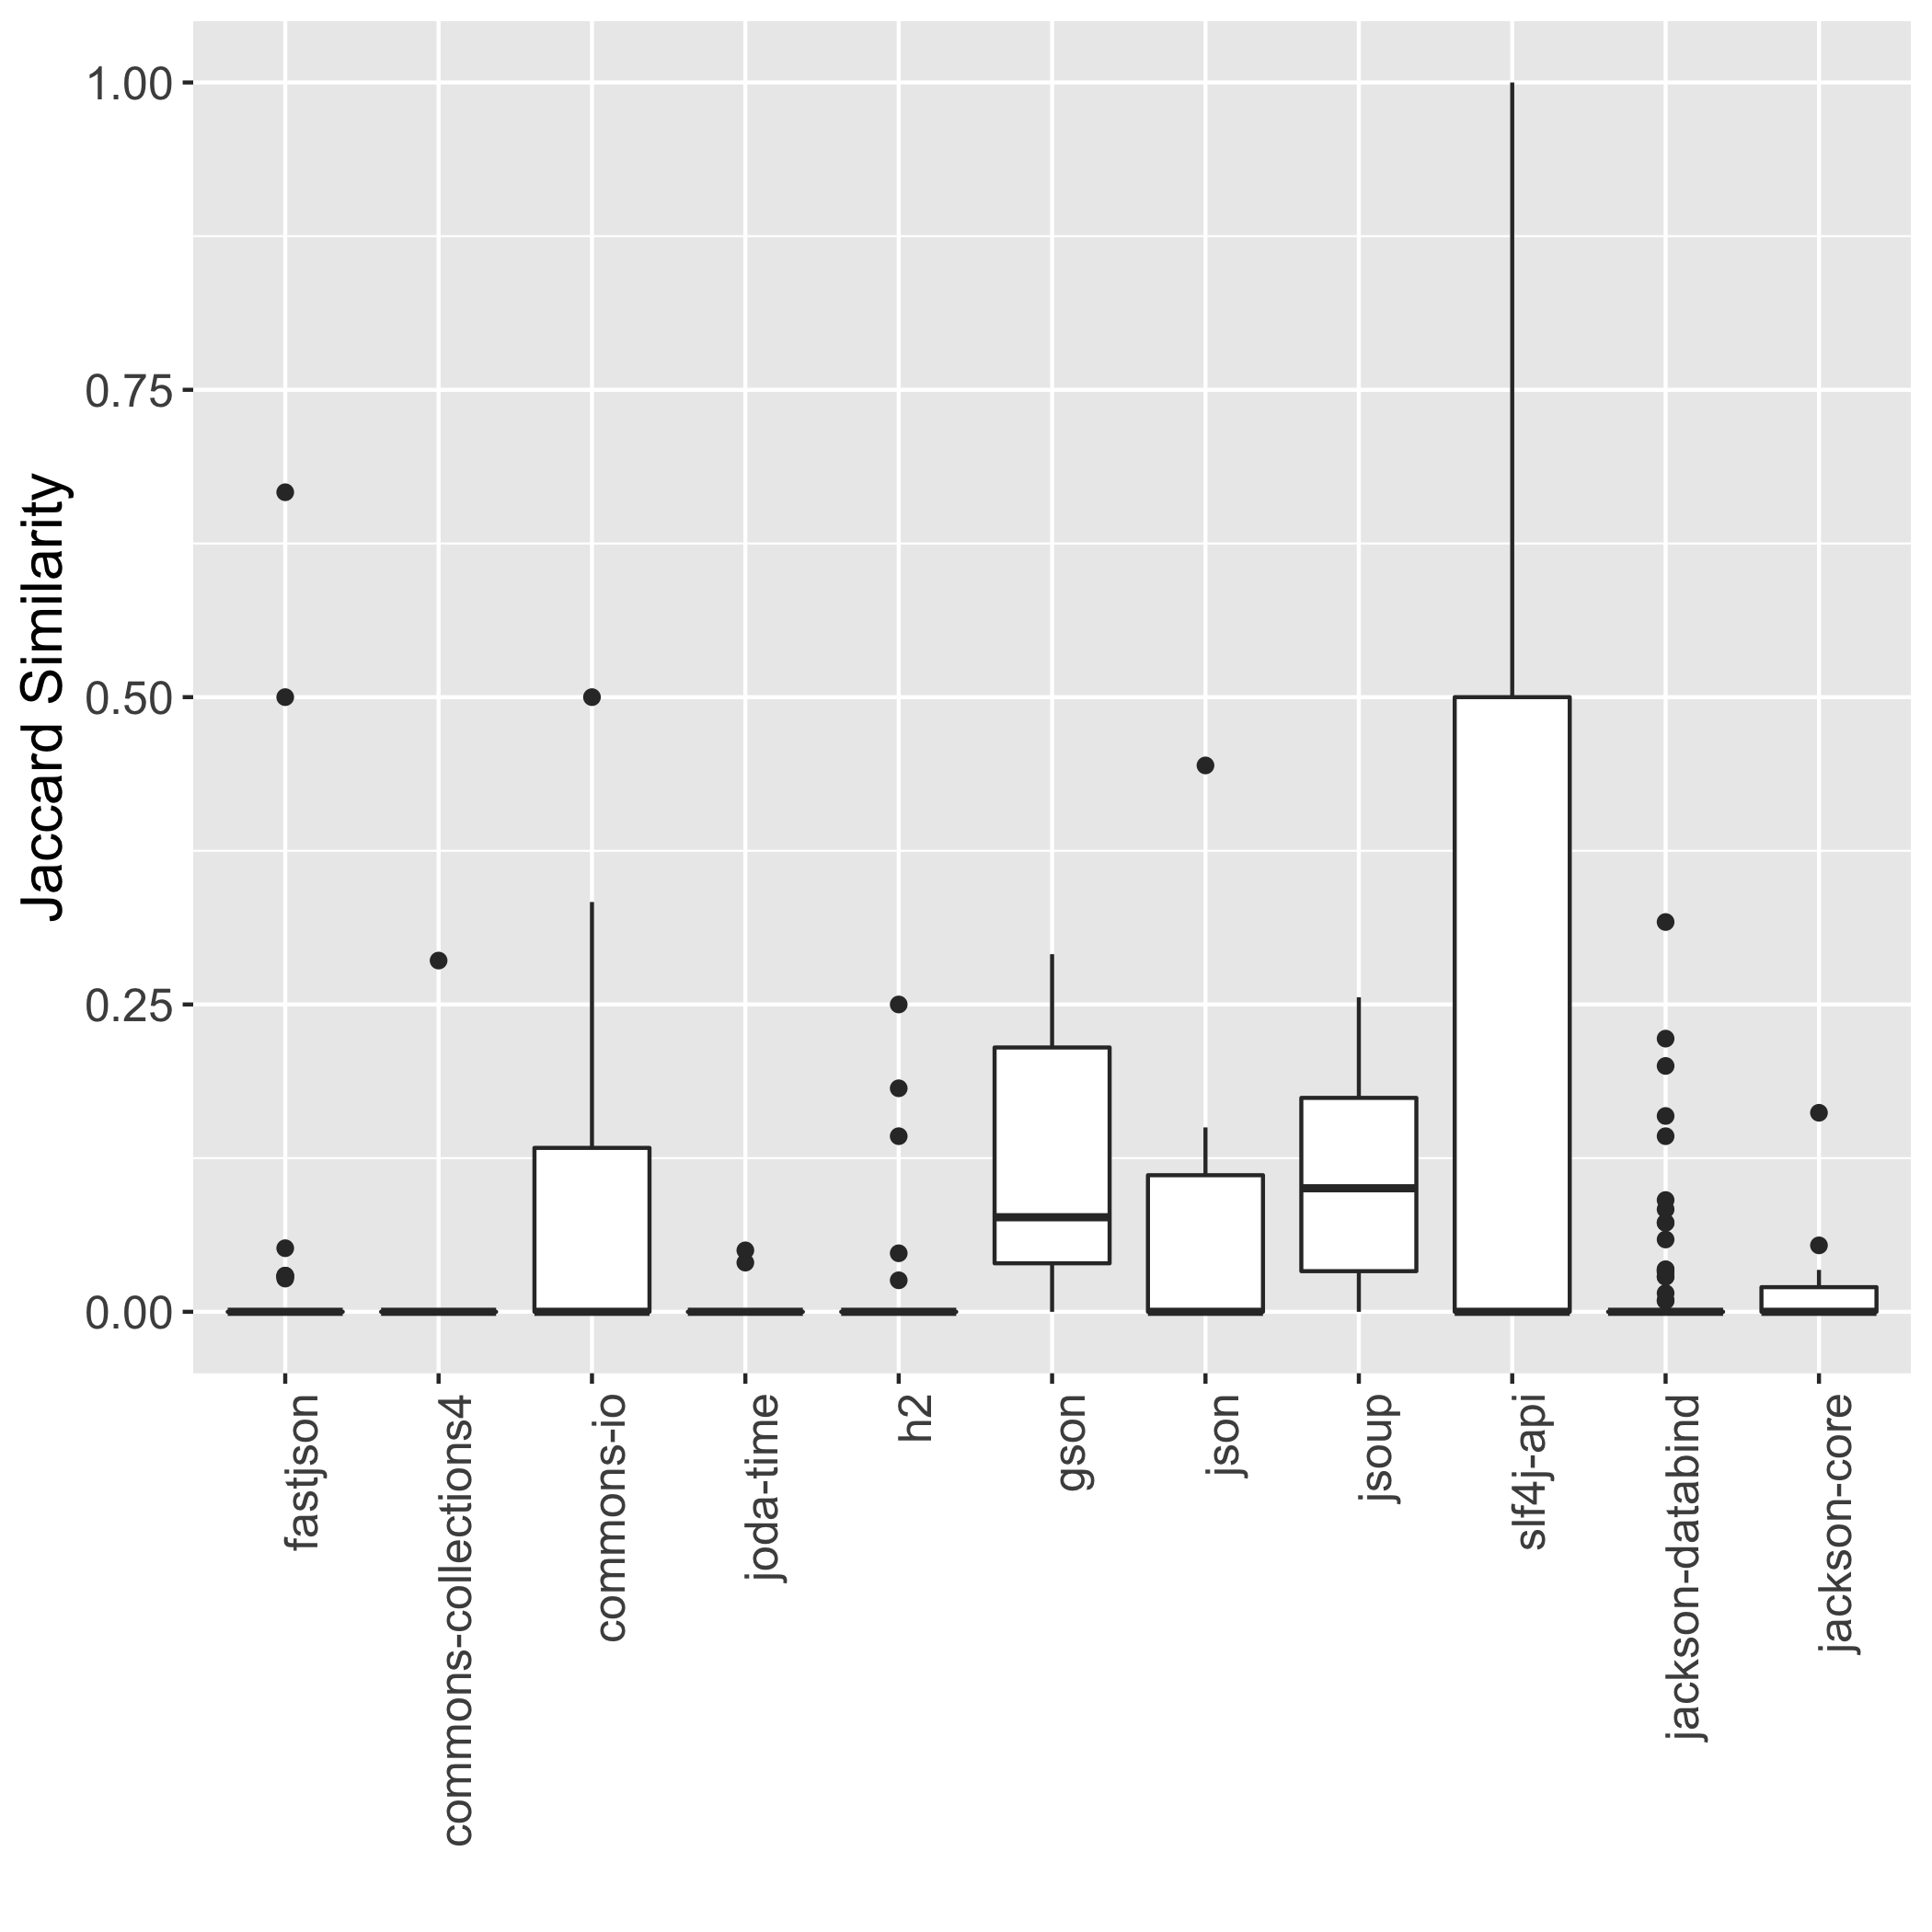 Jaccard Similarity
1.00
0.75
0.50
0.25
0.00
fastjson
commons-collections4
commons-io
joda-time
h2
gson
json
jsoup
slf4j-api
jackson-databind
jackson-core